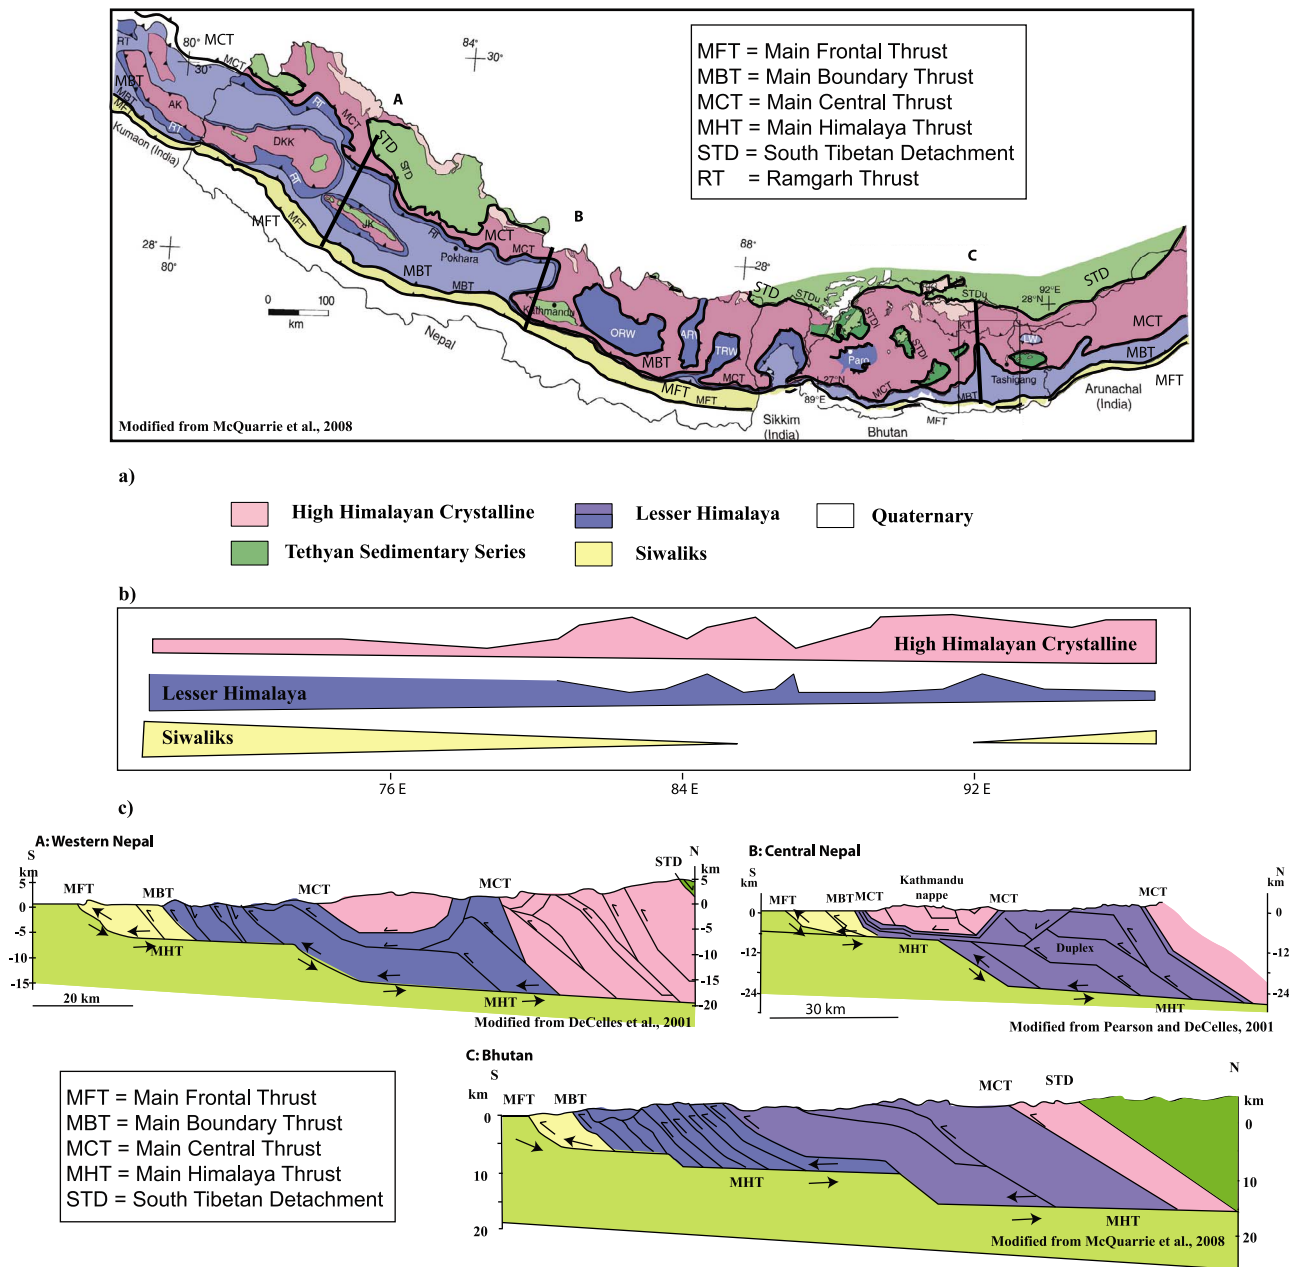 MFT = Main Frontal Thrust
MBT = Main Boundary Thrust
MCT = Main Central Thrust
MHT = Main Himalaya Thrust
STD = South Tibetan Detachment
RT = Ramgarh Thrust
RT
80°
30°
MCT
MCT
84°
30°
A
MBT
MBT
MFT
AK
RT
Kumaon (India)
DKK
RT
RT
MCT
STD
STD
B
28°
80°
MFT
MFT
JK
RT
Pokhara
MCT
MCT
MBT
MBT
0 100
km
Nepal
Kathmandu
ORW
ARW
TRW
MBT
MCT
MFT
MFT
88°
28°
STD
STDu
STDl
STDl
Paro
MCT
27°N
89°E
Sikkim
(India)
Bhutan
MFT
C
STDu
KT
92°E
28°N
STD
LW
Tashigang
MBT
MCT
MBT
MFT
Arunachal
(India)
Modified from McQuarrie et al., 2008
a)
High Himalayan Crystalline
Lesser Himalaya
Quaternary
Tethyan Sedimentary Series
Siwaliks
b)
High Himalayan Crystalline
Lesser Himalaya
Siwaliks
76 E
84 E
92 E
c)
A: Western Nepal
S
km
5
0
-5
-10
-15
MFT
MBT
MCT
MCT
STD
N
km
5
0
-5
-10
-15
-20
MHT
MHT
20 km
Modified from DeCelles et al., 2001
B: Central Nepal
S
km
0
-12
-24
MFT
MBT
MCT
Kathmandu
nappe
MCT
MCT
N
km
0
-12
-24
MHT
Duplex
MHT
30 km
Modified from Pearson and DeCelles, 2001
C: Bhutan
S
km
0
10
20
MFT
MBT
MCT
STD
N
km
0
10
20
MHT
MHT
Modified from McQuarrie et al., 2008
MFT = Main Frontal Thrust
MBT = Main Boundary Thrust
MCT = Main Central Thrust
MHT = Main Himalaya Thrust
STD = South Tibetan Detachment